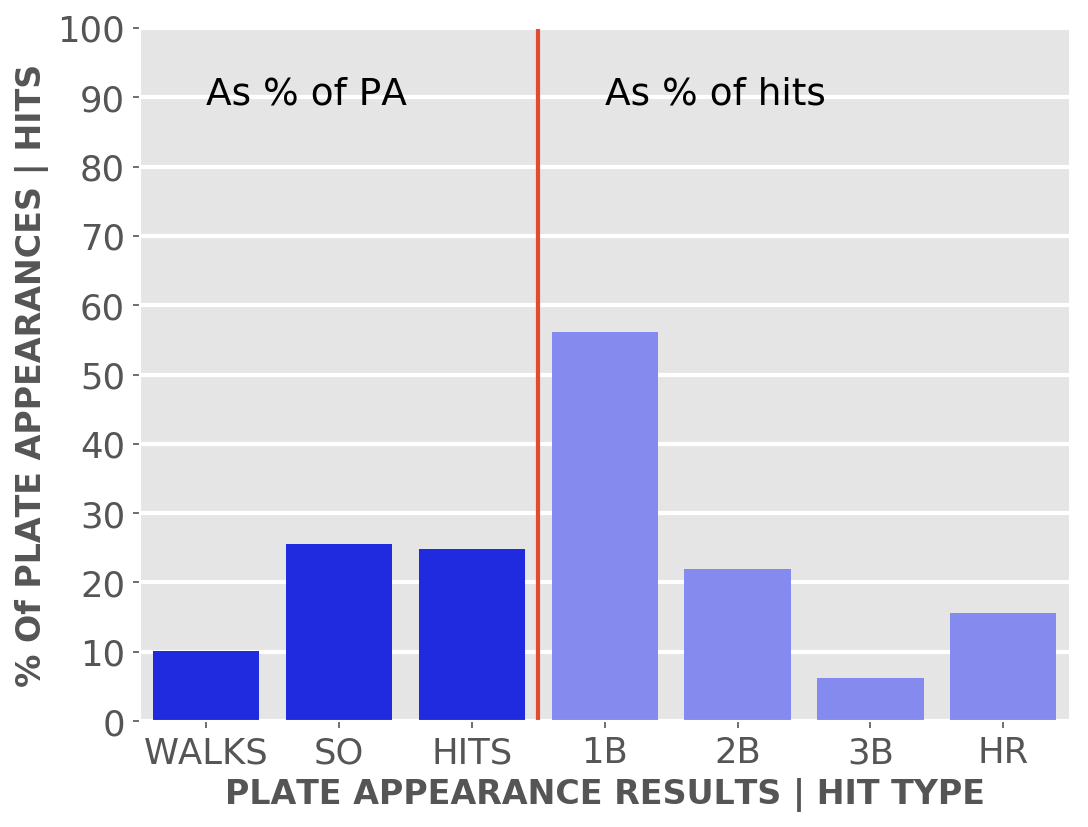 100
90
80
70
60
50
40
30
20
10
0
% Of PLATE APPEARANCES | HITS
As % of PA
As % of hits
WALKS SO HITS 1B 2B 3B HR
PLATE APPEARANCE RESULTS | HIT TYPE